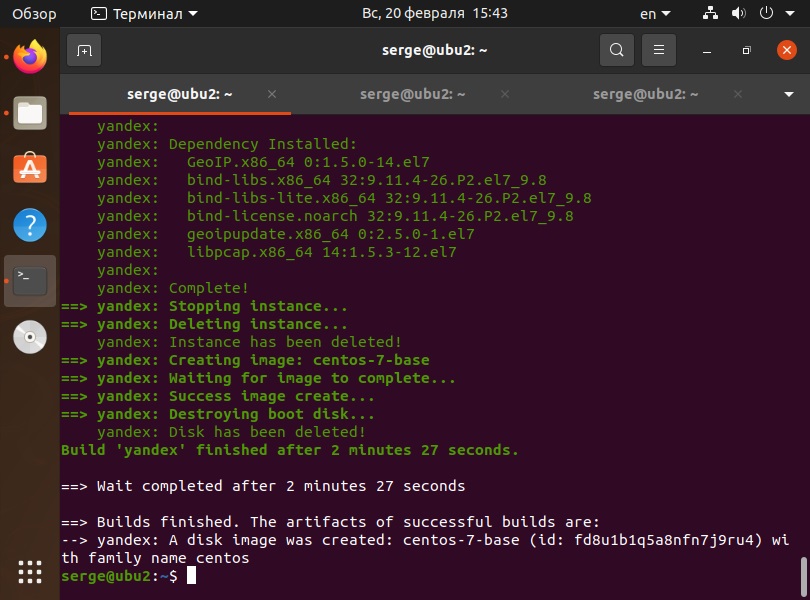 Обзор Терминал Вс, 20 февраля 15:43 en
serge@ubu2: ~
serge@ubu2: ~ serge@ubu2: ~ serge@ubu2: ~
yandex:
yandex: Dependency Installed:
yandex:   GeoIP.x86_64 0:1.5.0-14.el7
yandex:   bind-libs.x86_64 32:9.11.4-26.P2.el7_9.8
yandex:   bind-libs-lite.x86_64 32:9.11.4-26.P2.el7_9.8
yandex:   bind-license.noarch 32:9.11.4-26.P2.el7_9.8
yandex:   geoipupdate.x86_64 0:2.5.0-1.el7
yandex:   libpcap.x86_64 14:1.5.3-12.el7
yandex:
yandex: Complete!
==> yandex: Stopping instance...
==> yandex: Deleting instance...
yandex: Instance has been deleted!
==> yandex: Creating image: centos-7-base
==> yandex: Waiting for image to complete...
==> yandex: Success image create...
==> yandex: Destroying boot disk...
yandex: Disk has been deleted!
Build 'yandex' finished after 2 minutes 27 seconds.
==> Wait completed after 2 minutes 27 seconds
==> Builds finished. The artifacts of successful builds are:
--> yandex: A disk image was created: centos-7-base (id: fd8u1b1q5a8nfn7j9ru4) wi
th family name centos
serge@ubu2:~$